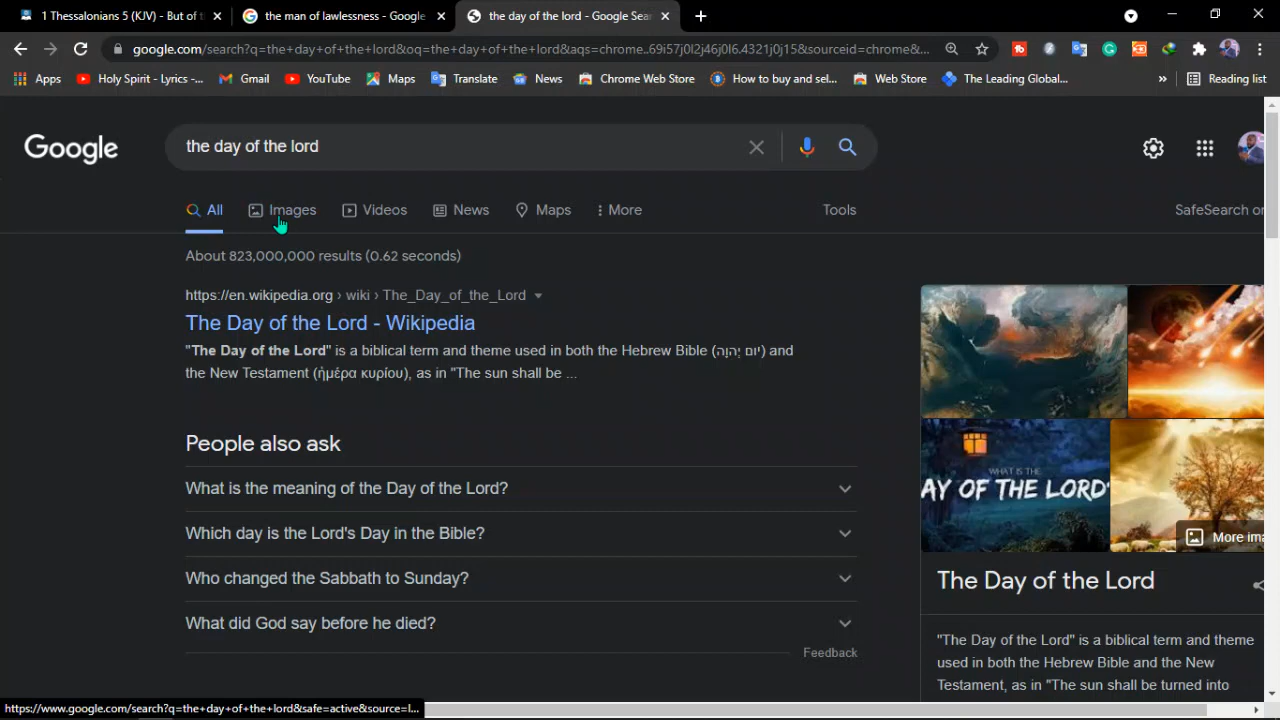 1 Thessalonians 5 (KJV) - But of t
the man of lawlessness - Google
the day of the lord - Google Sear
google.com/search?q=the+day+of+the+lord&oq=the+day+of+the+lord&aqs=chrome..69i57j0l2j46j0l6.4321j0j15&sourceid=chrome&...
Apps
Holy Spirit - Lyrics -...
Gmail
YouTube
Maps
Translate
News
Chrome Web Store
How to Buy and sel...
Web Store
The Leading Global...
»
Reading list
Google
the day of the lord
All
Images
Videos
News
Maps
More
Tools
SafeSearch on
About 823,000,000 results (0.62 seconds)
https://en.wikipedia.org › wiki › The_Day_of_the_Lord
The Day of the Lord - Wikipedia
"The Day of the Lord" is a biblical term and theme used in both the Hebrew Bible (יום יְהוָה) and
the New Testament (ἡμέρα κυρίου), as in "The sun shall be ...
People also ask
What is the meaning of the Day of the Lord?
Which day is the Lord's Day in the Bible?
Who changed the Sabbath to Sunday?
What did God say before he died?
Feedback
WHAT IS THE
AY OF THE LORD'
More ima
The Day of the Lord
"The Day of the Lord" is a biblical term and theme
used in both the Hebrew Bible and the New
Testament, as in "The sun shall be turned into
https://www.google.com/search?q=the+day+of+the+lord&safe=active&source=l...